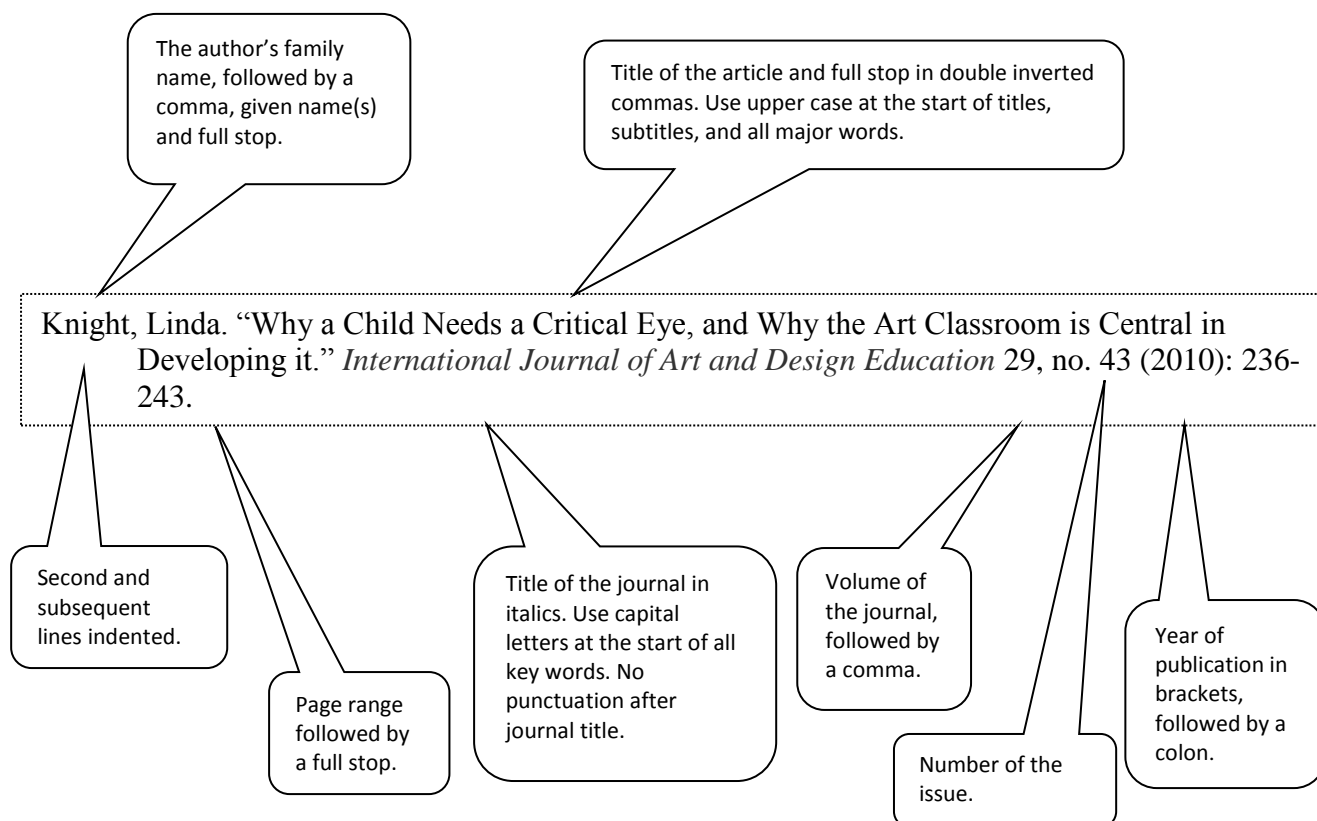 The author’s family
name, followed by a
comma, given name(s)
and full stop.
Title of the article and full stop in double inverted
commas. Use upper case at the start of titles,
subtitles, and all major words.
Knight, Linda. “Why a Child Needs a Critical Eye, and Why the Art Classroom is Central in
Developing it.” International Journal of Art and Design Education 29, no. 43 (2010): 236-
243.
Second and
subsequent
lines indented.
Page range
followed by
a full stop.
Title of the journal in
italics. Use capital
letters at the start of all
key words. No
punctuation after
journal title.
Volume of
the journal,
followed by
a comma.
Number of the
issue.
Year of
publication in
brackets,
followed by a
colon.